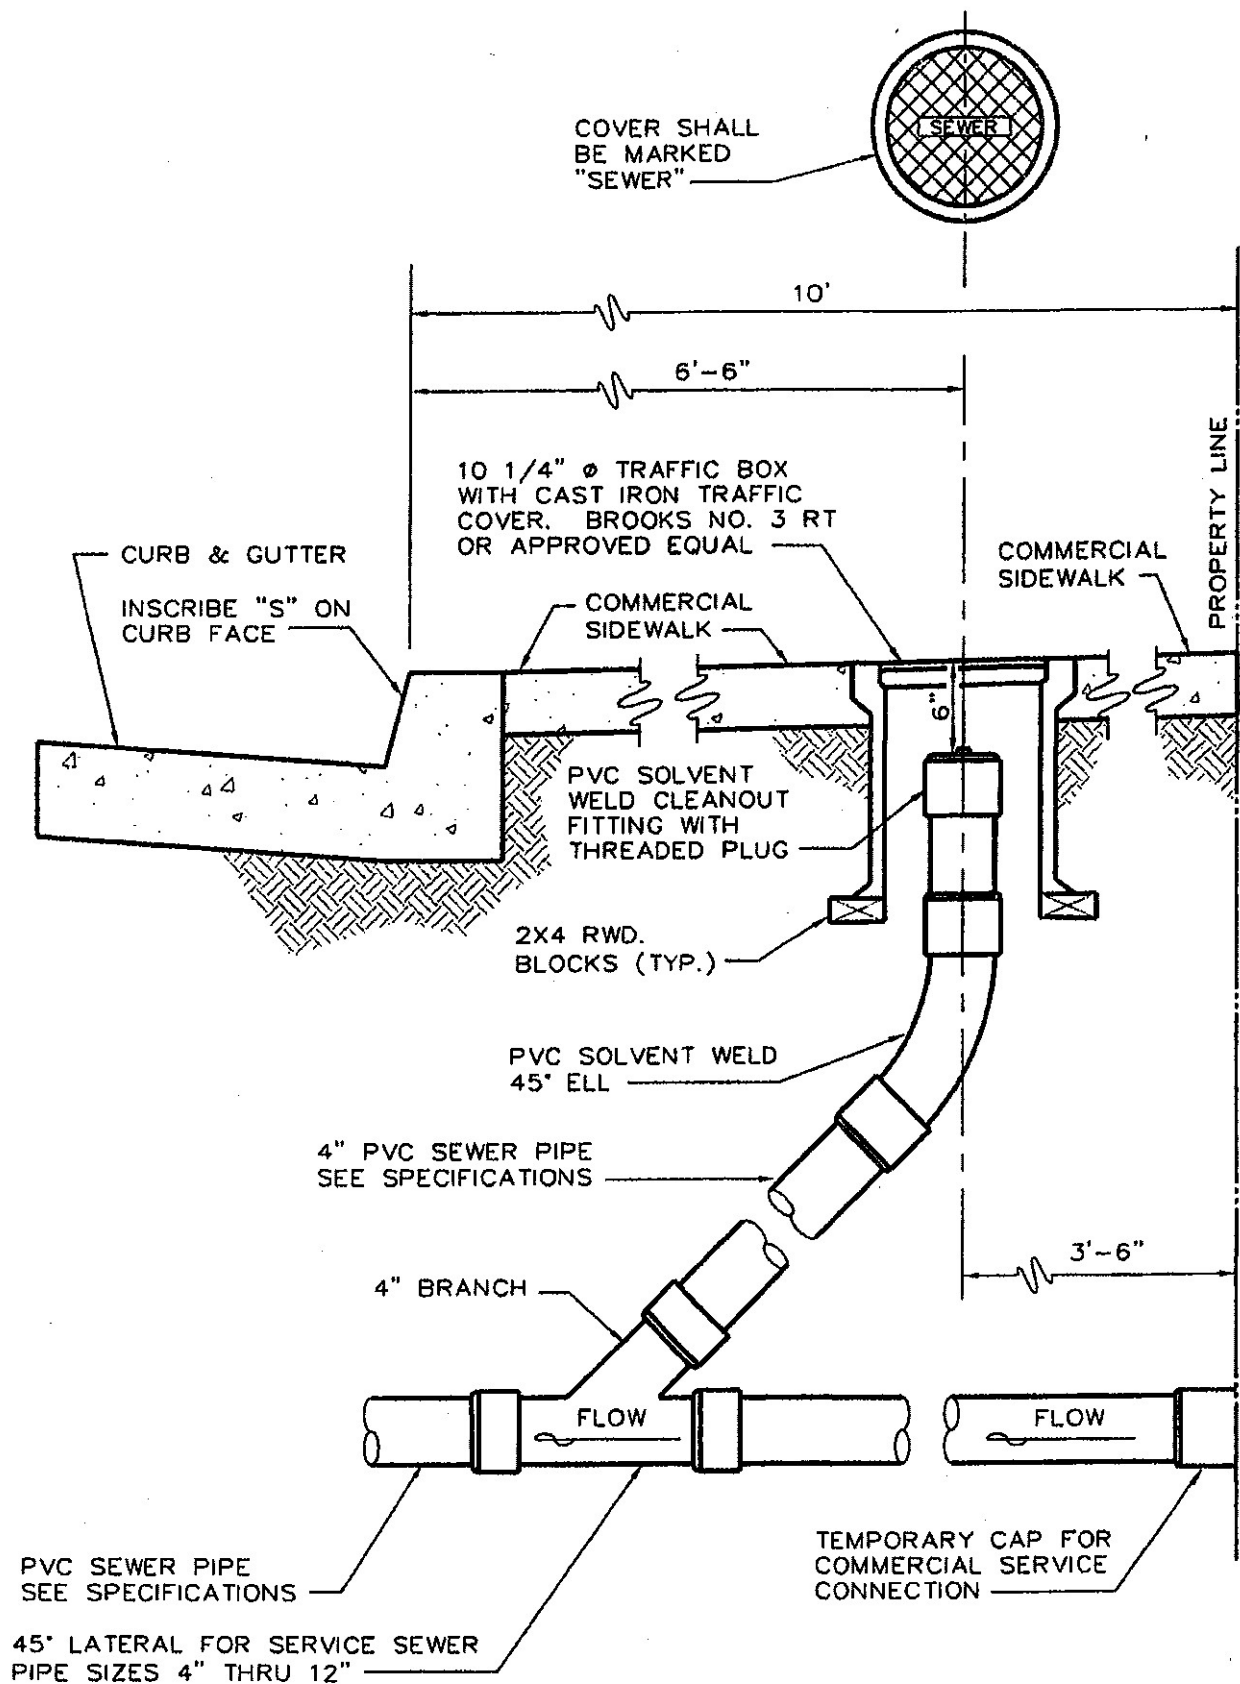 COVER SHALL
BE MARKED
"SEWER"
SEWER
10'
6'-6"
10 1/4" ø TRAFFIC BOX
WITH CAST IRON TRAFFIC
COVER. BROOKS NO. 3 RT
OR APPROVED EQUAL
PROPERTY LINE
CURB & GUTTER
COMMERCIAL
SIDEWALK
INSCRIBE "S" ON
CURB FACE
COMMERCIAL
SIDEWALK
6"
PVC SOLVENT
WELD CLEANOUT
FITTING WITH
THREADED PLUG
2X4 RWD.
BLOCKS (TYP.)
PVC SOLVENT WELD
45° ELL
4" PVC SEWER PIPE
SEE SPECIFICATIONS
3'-6"
4" BRANCH
FLOW
FLOW
TEMPORARY CAP FOR
COMMERCIAL SERVICE
CONNECTION
PVC SEWER PIPE
SEE SPECIFICATIONS
45° LATERAL FOR SERVICE SEWER
PIPE SIZES 4" THRU 12"